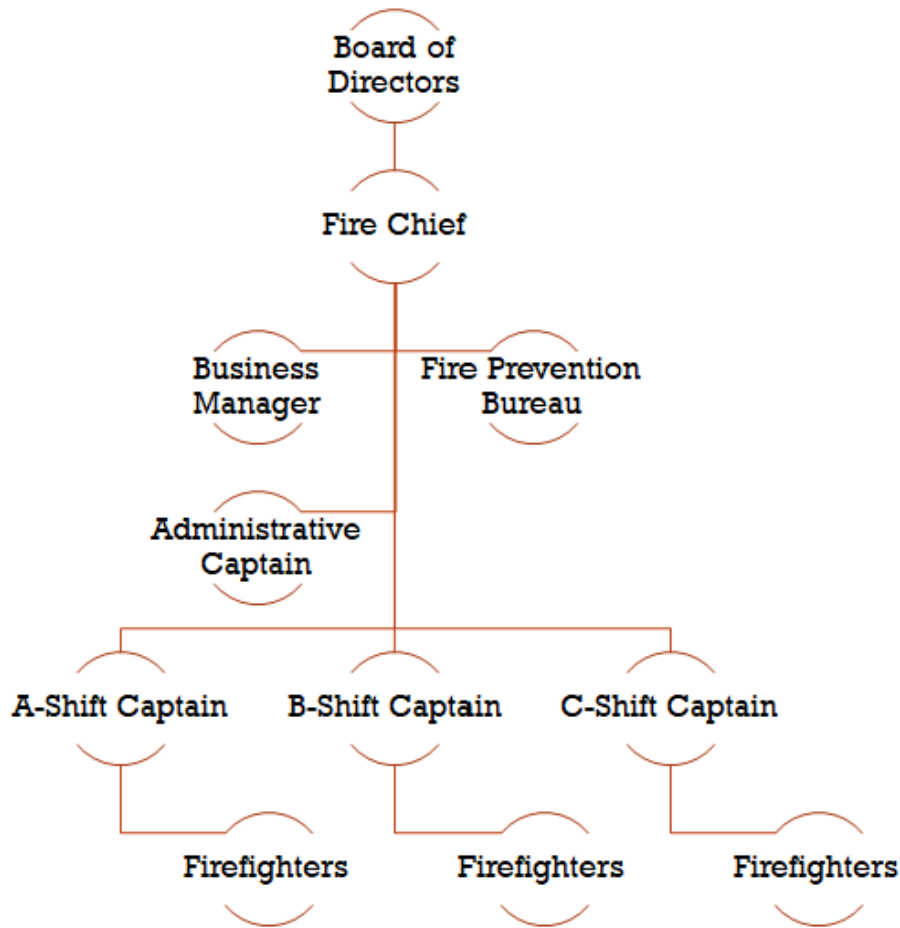 Board of
Directors
Fire Chief
Business
Manager
Fire Prevention
Bureau
Administrative
Captain
A-Shift Captain
B-Shift Captain
C-Shift Captain
Firefighters
Firefighters
Firefighters